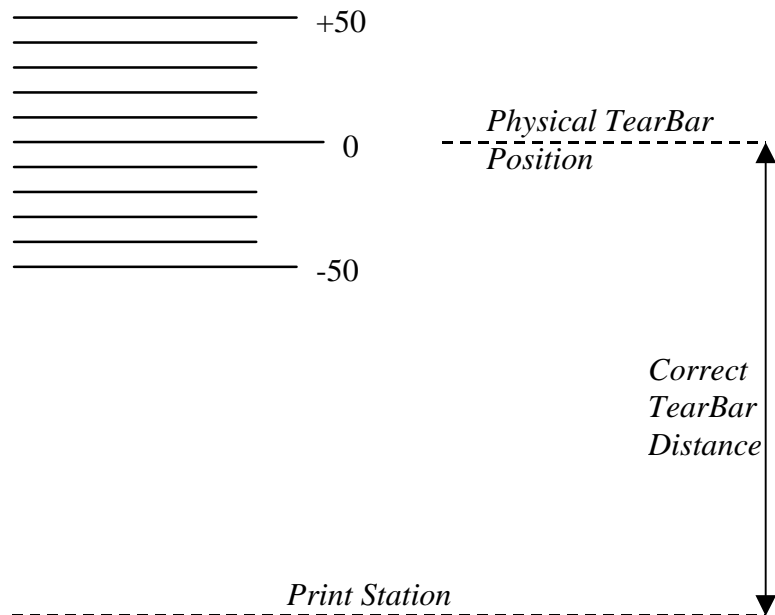 +50
Physical TearBar
0
Position
-50
Correct
TearBar
Distance
Print Station